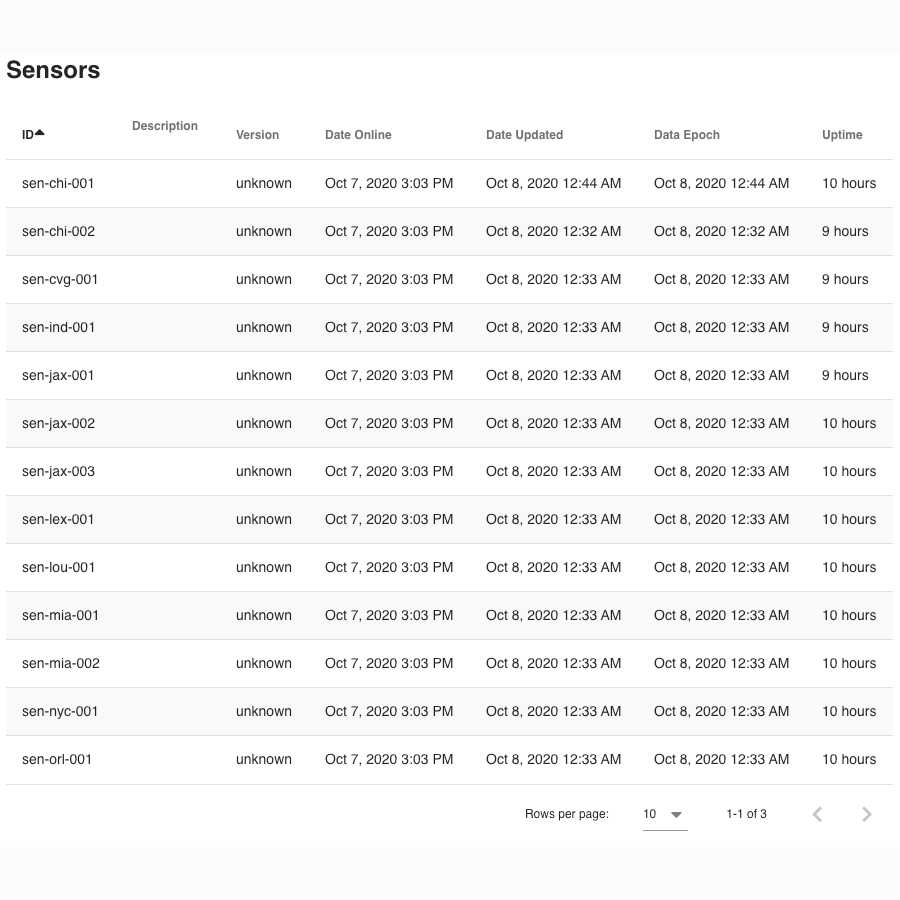 Sensors
ID Description Version Date Online Date Updated Data Epoch Uptime
sen-chi-001 unknown Oct 7, 2020 3:03 PM Oct 8, 2020 12:44 AM Oct 8, 2020 12:44 AM 10 hours
sen-chi-002 unknown Oct 7, 2020 3:03 PM Oct 8, 2020 12:32 AM Oct 8, 2020 12:32 AM 9 hours
sen-cvg-001 unknown Oct 7, 2020 3:03 PM Oct 8, 2020 12:33 AM Oct 8, 2020 12:33 AM 9 hours
sen-ind-001 unknown Oct 7, 2020 3:03 PM Oct 8, 2020 12:33 AM Oct 8, 2020 12:33 AM 9 hours
sen-jax-001 unknown Oct 7, 2020 3:03 PM Oct 8, 2020 12:33 AM Oct 8, 2020 12:33 AM 9 hours
sen-jax-002 unknown Oct 7, 2020 3:03 PM Oct 8, 2020 12:33 AM Oct 8, 2020 12:33 AM 10 hours
sen-jax-003 unknown Oct 7, 2020 3:03 PM Oct 8, 2020 12:33 AM Oct 8, 2020 12:33 AM 10 hours
sen-lex-001 unknown Oct 7, 2020 3:03 PM Oct 8, 2020 12:33 AM Oct 8, 2020 12:33 AM 10 hours
sen-lou-001 unknown Oct 7, 2020 3:03 PM Oct 8, 2020 12:33 AM Oct 8, 2020 12:33 AM 10 hours
sen-mia-001 unknown Oct 7, 2020 3:03 PM Oct 8, 2020 12:33 AM Oct 8, 2020 12:33 AM 10 hours
sen-mia-002 unknown Oct 7, 2020 3:03 PM Oct 8, 2020 12:33 AM Oct 8, 2020 12:33 AM 10 hours
sen-nyc-001 unknown Oct 7, 2020 3:03 PM Oct 8, 2020 12:33 AM Oct 8, 2020 12:33 AM 10 hours
sen-orl-001 unknown Oct 7, 2020 3:03 PM Oct 8, 2020 12:33 AM Oct 8, 2020 12:33 AM 10 hours
Rows per page: 10 1-1 of 3